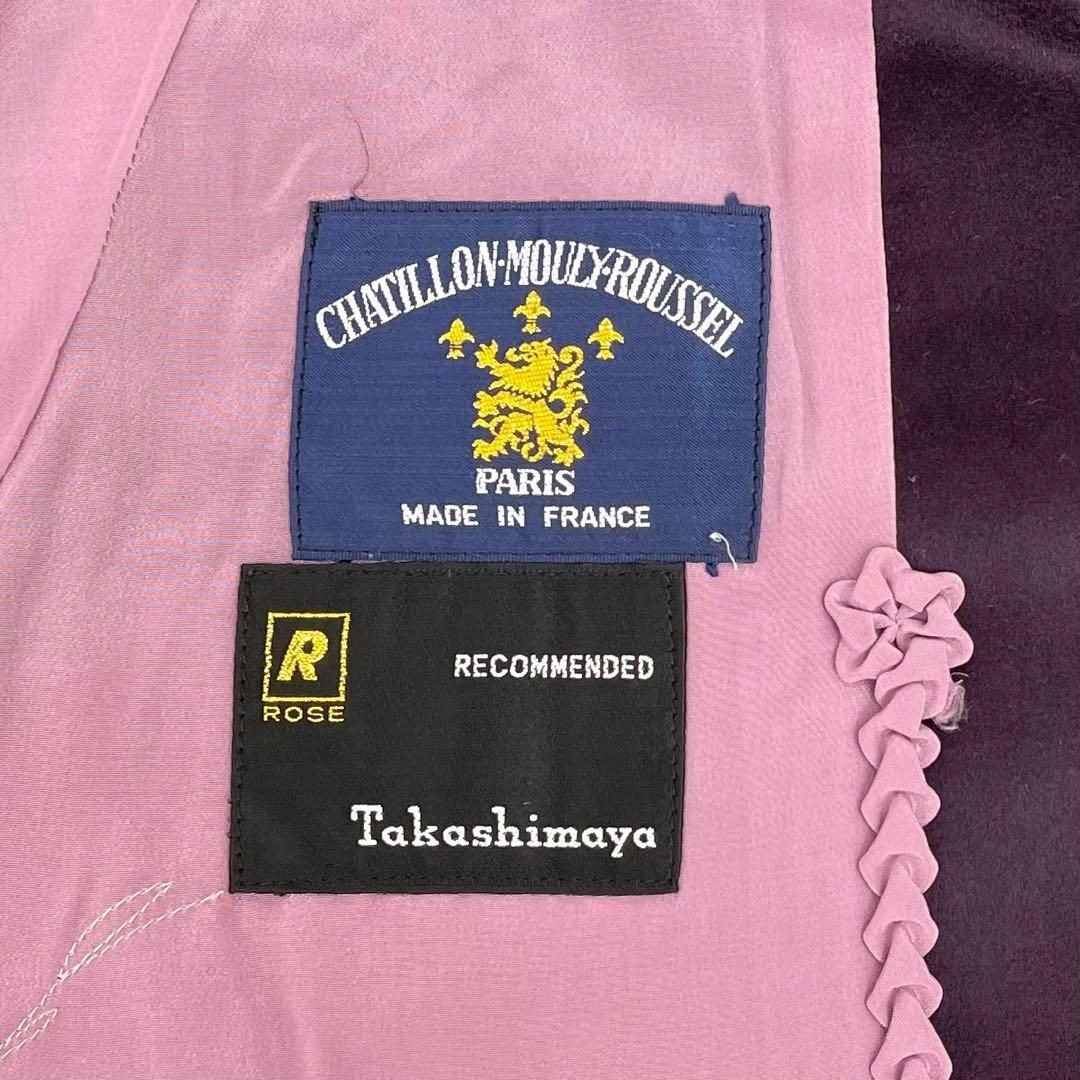 CHATILLON·MOULY·ROUSSEL
PARIS
MADE IN FRANCE
R
ROSE
RECOMMENDED
Takashimaya